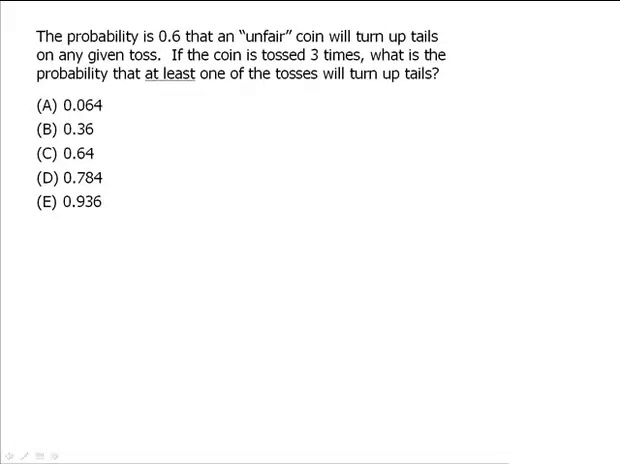 The probability is 0.6 that an “unfair” coin will turn up tails
on any given toss.  If the coin is tossed 3 times, what is the
probability that at least one of the tosses will turn up tails?
(A) 0.064
(B) 0.36
(C) 0.64
(D) 0.784
(E) 0.936